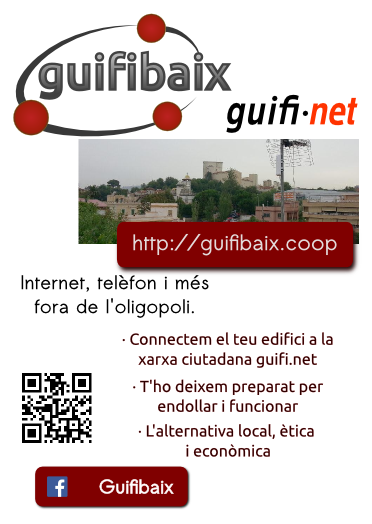 guifibaix
guifi·net
http://guifibaix.coop
Internet, telèfon i més
fora de l'oligopoli.
· Connectem el teu edifici a la
xarxa ciutadana guifi.net
· T'ho deixem preparat per
endollar i funcionar
· L'alternativa local, ètica
i econòmica
Guifibaix